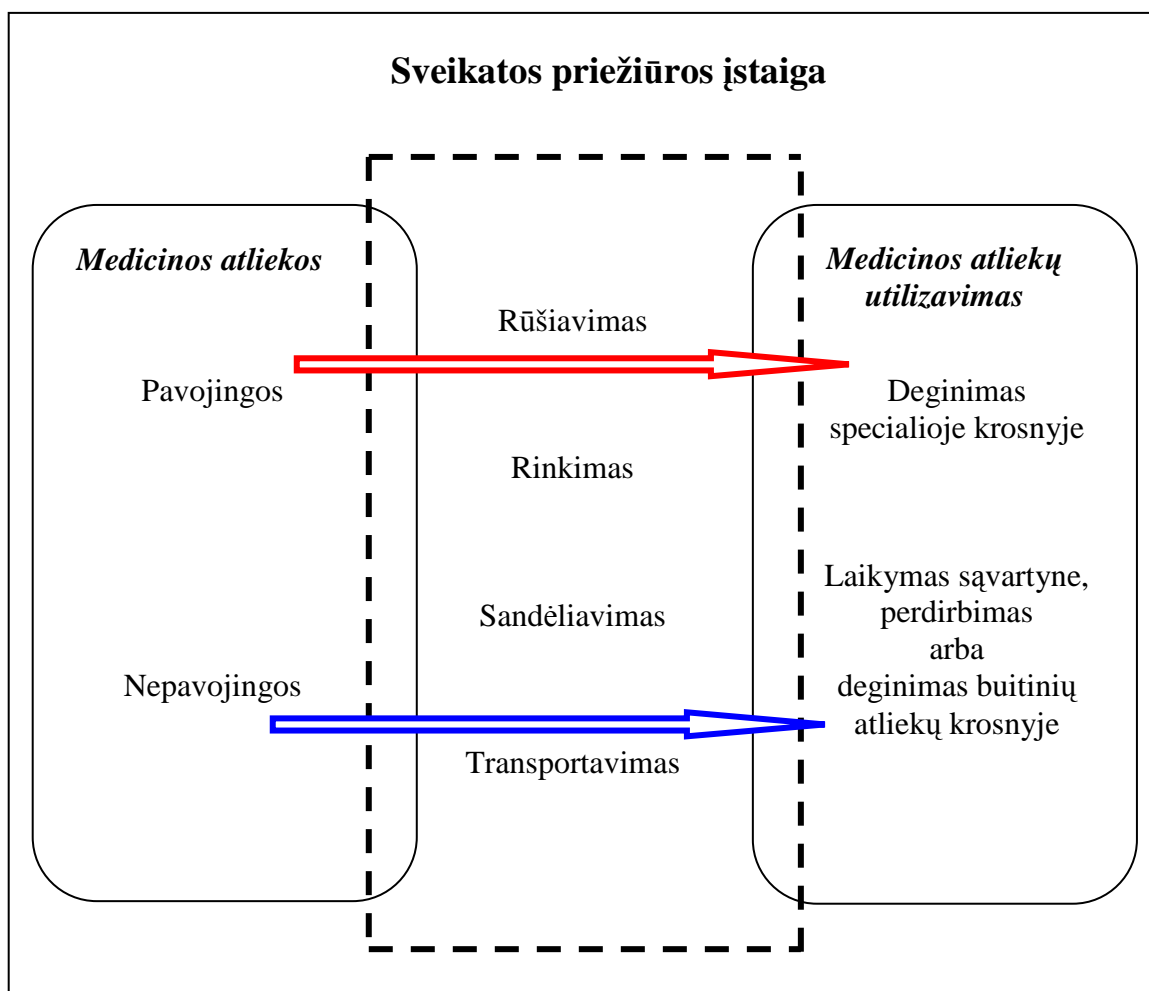 Sveikatos priežiūros įstaiga
Medicinos atliekos
Pavojingos
Nepavojingos
Rūšiavimas
Rinkimas
Sandėliavimas
Transportavimas
Medicinos atliekų
utilizavimas
Deginimas
specialioje krosnyje
Laikymas sąvartyne,
perdirbimas
arba
deginimas buitinių
atliekų krosnyje